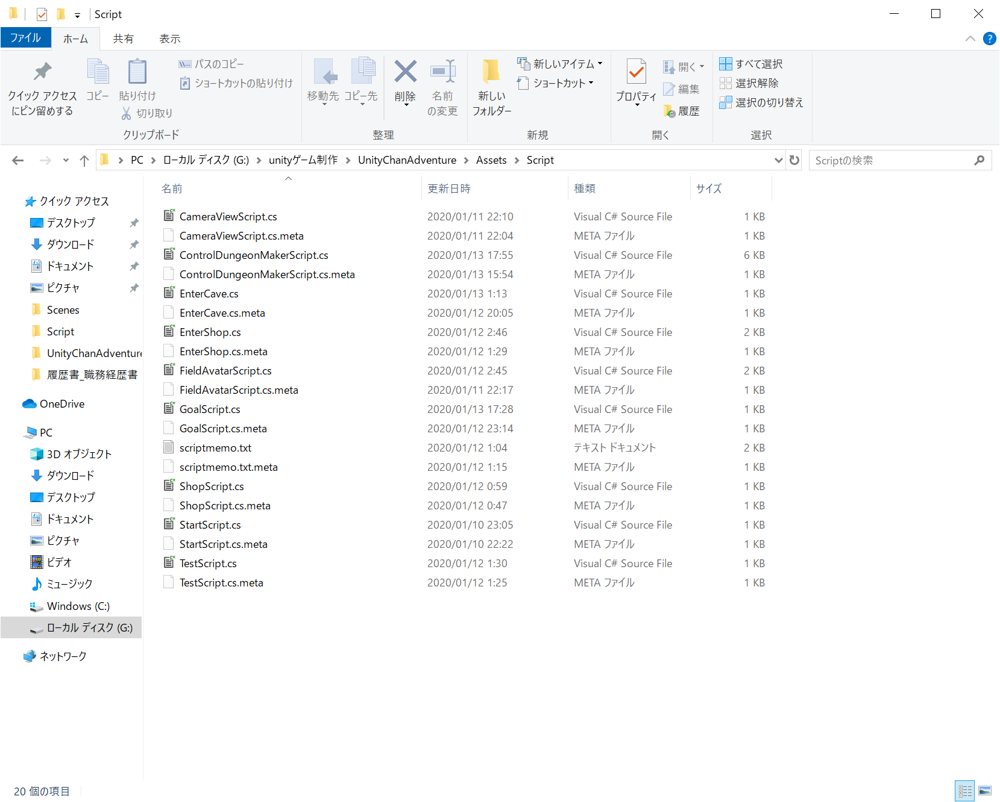 Script
ファイル ホーム 共有 表示
クイック アクセス
にピン留めする
コピー
貼り付け
切り取り
パスのコピー
ショートカットの貼り付け
クリップボード
移動先
コピー先
削除
名前
の変更
整理
新しい
フォルダー
新しいアイテム
ショートカット
新規
プロパティ
開く
編集
履歴
開く
すべて選択
選択解除
選択の切り替え
選択
PC ローカル ディスク (G:) unityゲーム制作 UnityChanAdventure Assets Script
Scriptの検索
クイック アクセス
デスクトップ
ダウンロード
ドキュメント
ピクチャ
Scenes
Script
UnityChanAdventure
履歴書_職務経歴書
OneDrive
PC
3D オブジェクト
ダウンロード
デスクトップ
ドキュメント
ピクチャ
ビデオ
ミュージック
Windows (C:)
ローカル ディスク (G:)
ネットワーク
名前 更新日時 種類 サイズ
CameraViewScript.cs 2020/01/11 22:10 Visual C# Source File 1 KB
CameraViewScript.cs.meta 2020/01/11 22:04 META ファイル 1 KB
ControlDungeonMakerScript.cs 2020/01/13 17:55 Visual C# Source File 6 KB
ControlDungeonMakerScript.cs.meta 2020/01/13 15:54 META ファイル 1 KB
EnterCave.cs 2020/01/13 1:13 Visual C# Source File 1 KB
EnterCave.cs.meta 2020/01/12 20:05 META ファイル 1 KB
EnterShop.cs 2020/01/12 2:46 Visual C# Source File 2 KB
EnterShop.cs.meta 2020/01/12 1:29 META ファイル 1 KB
FieldAvatarScript.cs 2020/01/12 2:45 Visual C# Source File 2 KB
FieldAvatarScript.cs.meta 2020/01/11 22:17 META ファイル 1 KB
GoalScript.cs 2020/01/13 17:28 Visual C# Source File 1 KB
GoalScript.cs.meta 2020/01/12 23:14 META ファイル 1 KB
scriptmemo.txt 2020/01/12 1:04 テキスト ドキュメント 2 KB
scriptmemo.txt.meta 2020/01/12 1:15 META ファイル 1 KB
ShopScript.cs 2020/01/12 0:59 Visual C# Source File 1 KB
ShopScript.cs.meta 2020/01/12 0:47 META ファイル 1 KB
StartScript.cs 2020/01/10 23:05 Visual C# Source File 1 KB
StartScript.cs.meta 2020/01/10 22:22 META ファイル 1 KB
TestScript.cs 2020/01/12 1:30 Visual C# Source File 1 KB
TestScript.cs.meta 2020/01/12 1:25 META ファイル 1 KB
20 個の項目